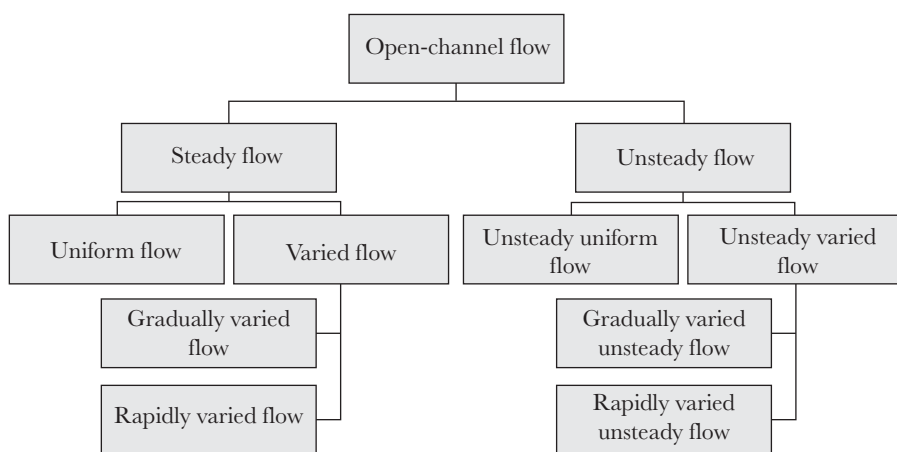 Open-channel flow
Steady flow
Unsteady flow
Uniform flow
Varied flow
Unsteady uniform
flow
Unsteady varied
flow
Gradually varied
flow
Gradually varied
unsteady flow
Rapidly varied flow
Rapidly varied
unsteady flow